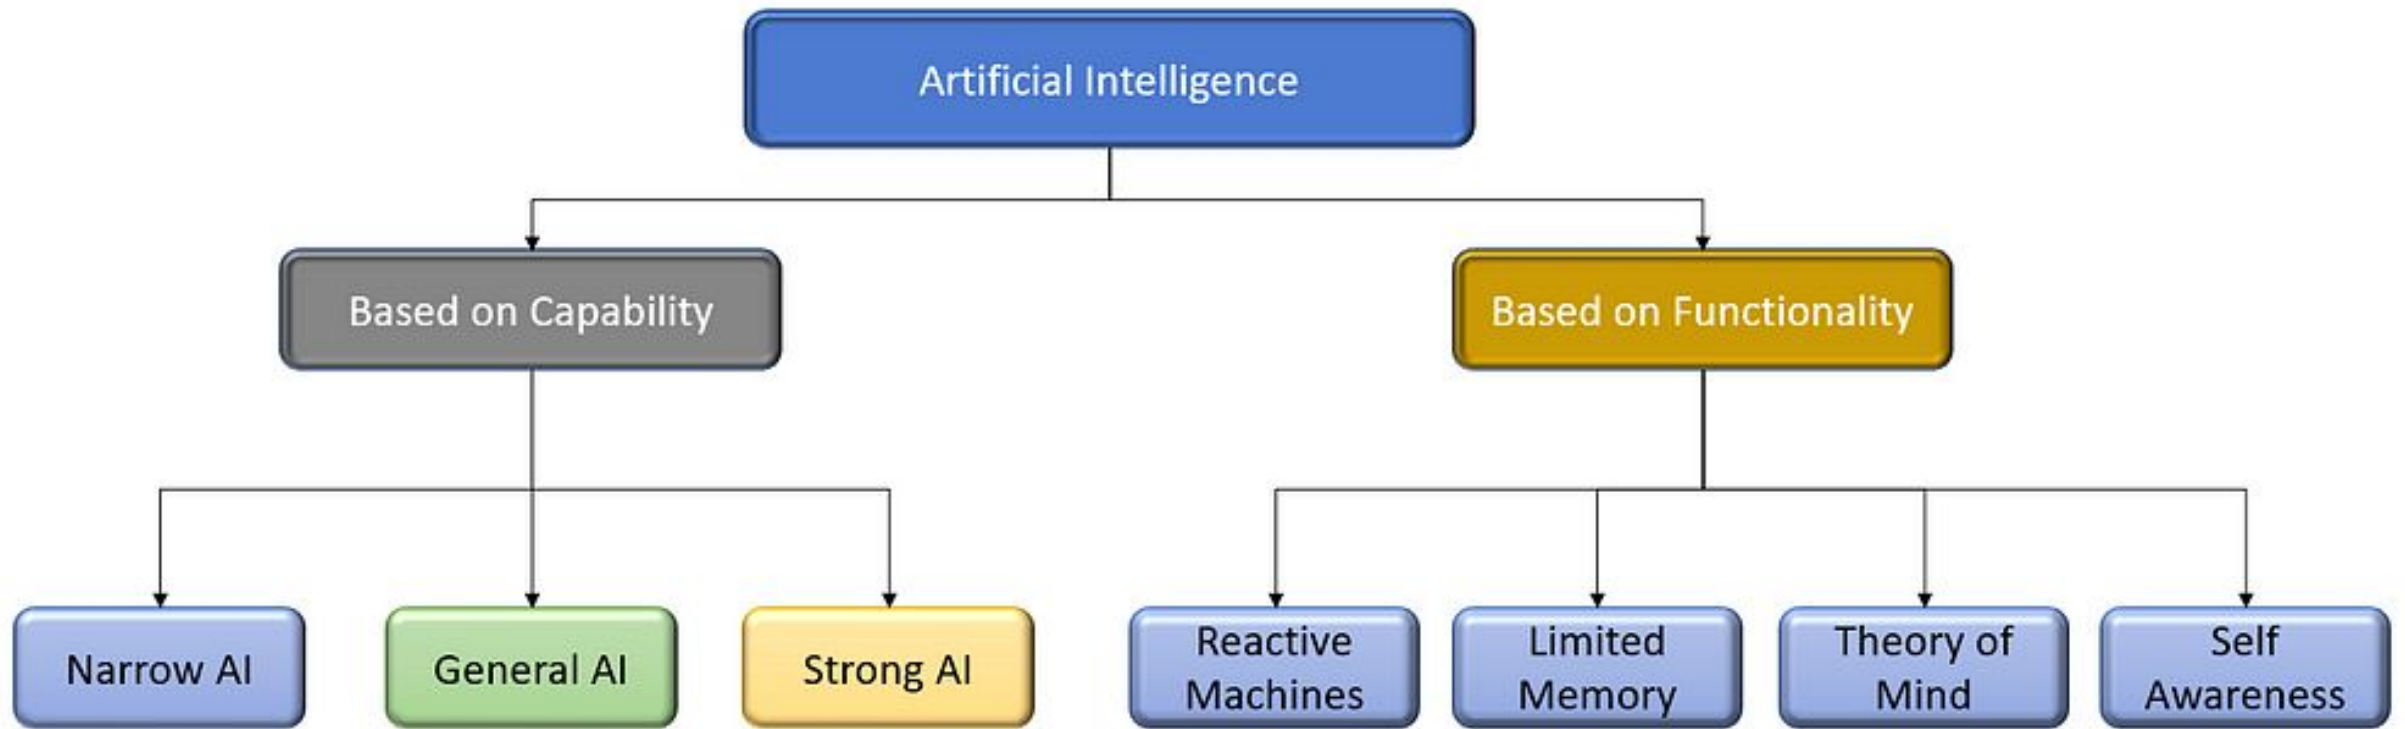 Artificial Intelligence
Based on Capability
Based on Functionality
Narrow AI
General AI
Strong AI
Reactive
Machines
Limited
Memory
Theory of
Mind
Self
Awareness